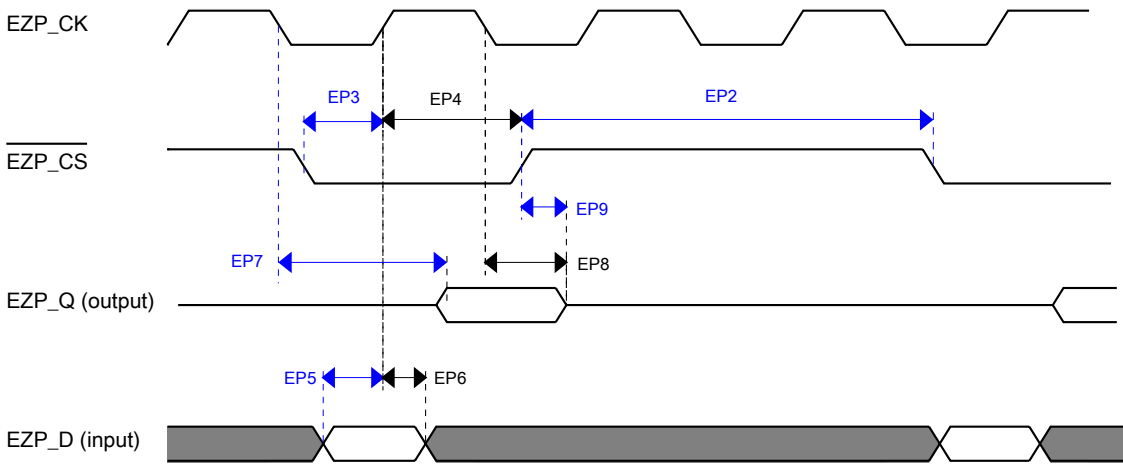 EZP_CK
EP3
EP4
EP2
EZP_CS
EP9
EP7
EP8
EZP_Q (output)
EP5
EP6
EZP_D (input)